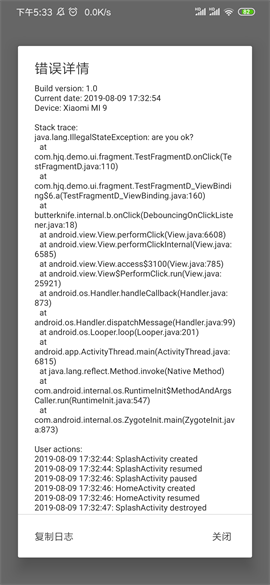 下午5:33 0.0K/s 82
错误详情
Build version: 1.0
Current date: 2019-08-09 17:32:54
Device: Xiaomi MI 9
Stack trace:
java.lang.IllegalStateException: are you ok?
at
com.hjq.demo.ui.fragment.TestFragmentD.onClick(Te
stFragmentD.java:110)
at
com.hjq.demo.ui.fragment.TestFragmentD_ViewBindi
ng$6.a(TestFragmentD_ViewBinding.java:160)
at
butterknife.internal.b.onClick(DebouncingOnClickListe
ner.java:18)
at android.view.View.performClick(View.java:6608)
at android.view.View.performClickInternal(View.java:
6585)
at android.view.View.access$3100(View.java:785)
at android.view.View$PerformClick.run(View.java:
25921)
at android.os.Handler.handleCallback(Handler.java:
873)
at
android.os.Handler.dispatchMessage(Handler.java:99)
at android.os.Looper.loop(Looper.java:201)
at
android.app.ActivityThread.main(ActivityThread.java:
6815)
at java.lang.reflect.Method.invoke(Native Method)
at
com.android.internal.os.RuntimeInit$MethodAndArgs
Caller.run(RuntimeInit.java:547)
at
com.android.internal.os.ZygoteInit.main(ZygoteInit.jav
a:873)
User actions:
2019-08-09 17:32:44: SplashActivity created
2019-08-09 17:32:44: SplashActivity resumed
2019-08-09 17:32:46: SplashActivity paused
2019-08-09 17:32:46: HomeActivity created
2019-08-09 17:32:46: HomeActivity resumed
2019-08-09 17:32:47: SplashActivity destroyed
复制日志 关闭